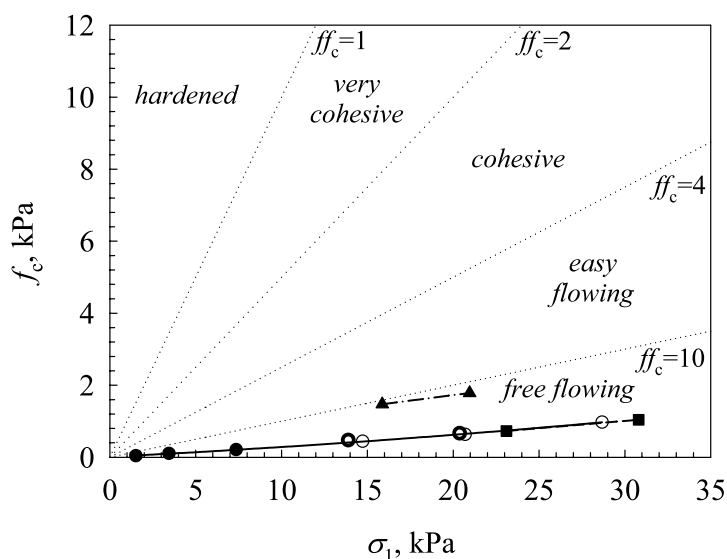 12
10
8
6
4
2
0
f_c, kPa
ff_c=1
ff_c=2
hardened
very
cohesive
cohesive
ff_c=4
easy
flowing
ff_c=10
free flowing
0 5 10 15 20 25 30 35
σ_1, kPa